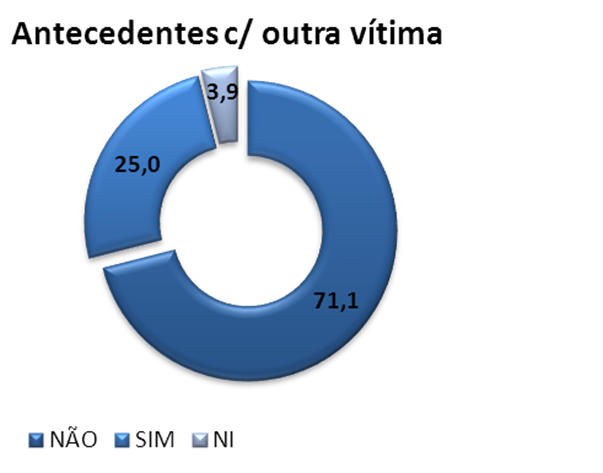 Antecedentes c/ outra vítima
3,9
25,0
71,1
NÃO SIM NI